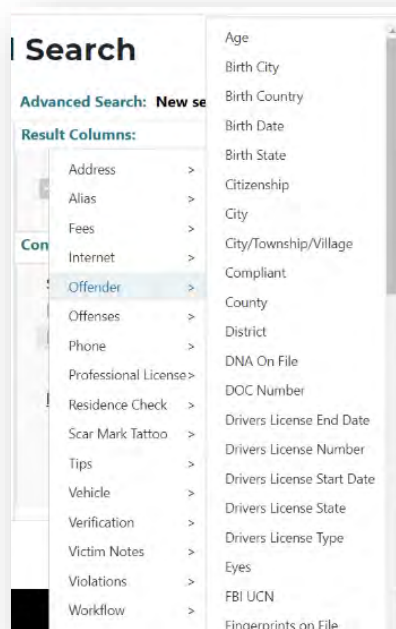 Search
Advanced Search: New se
Result Columns:
Con
Address >
Alias >
Fees >
Internet >
Offender >
Offenses >
Phone >
Professional License>
Residence Check >
Scar Mark Tattoo >
Tips >
Vehicle >
Verification >
Victim Notes >
Violations >
Workflow >
Age
Birth City
Birth Country
Birth Date
Birth State
Citizenship
City
City/Township/Village
Compliant
County
District
DNA On File
DOC Number
Drivers License End Date
Drivers License Number
Drivers License Start Date
Drivers License State
Drivers License Type
Eyes
FBI UCN
Fingerprints on File